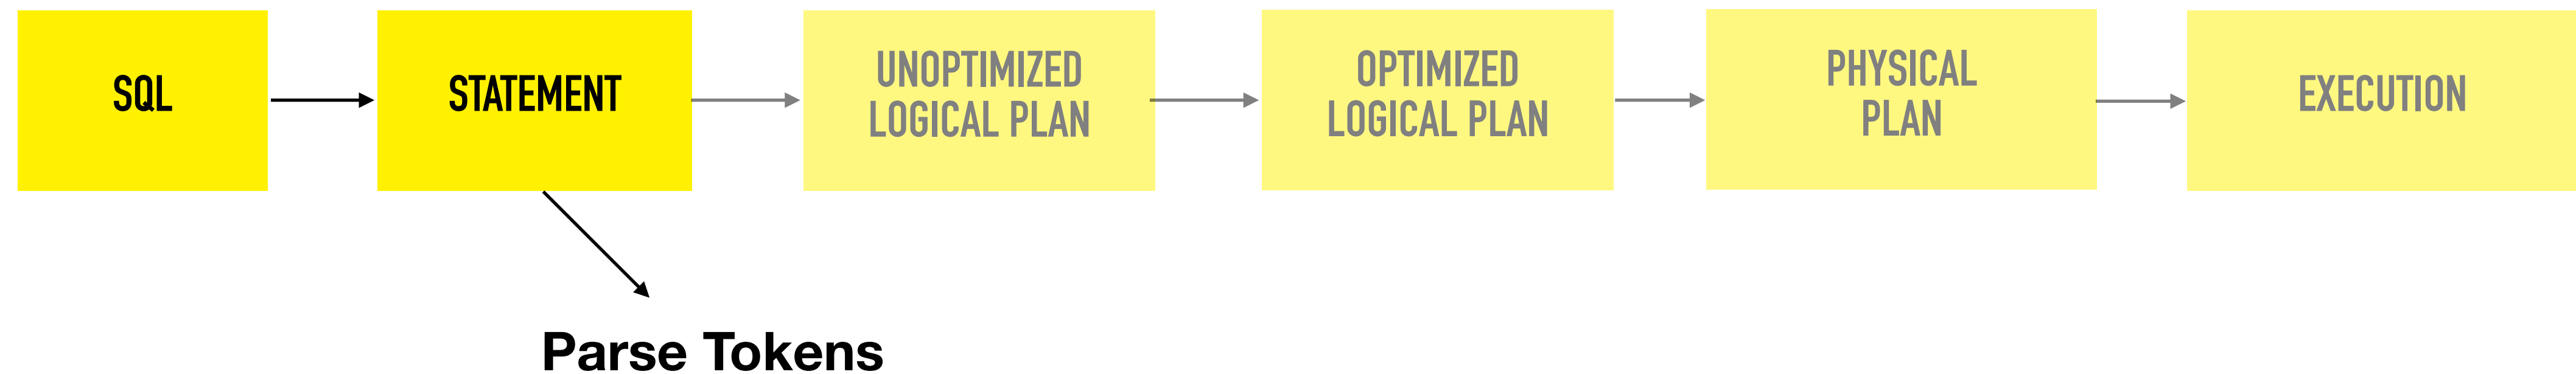 SQL
STATEMENT
UNOPTIMIZED
LOGICAL PLAN
OPTIMIZED
LOGICAL PLAN
PHYSICAL
PLAN
EXECUTION
Parse Tokens